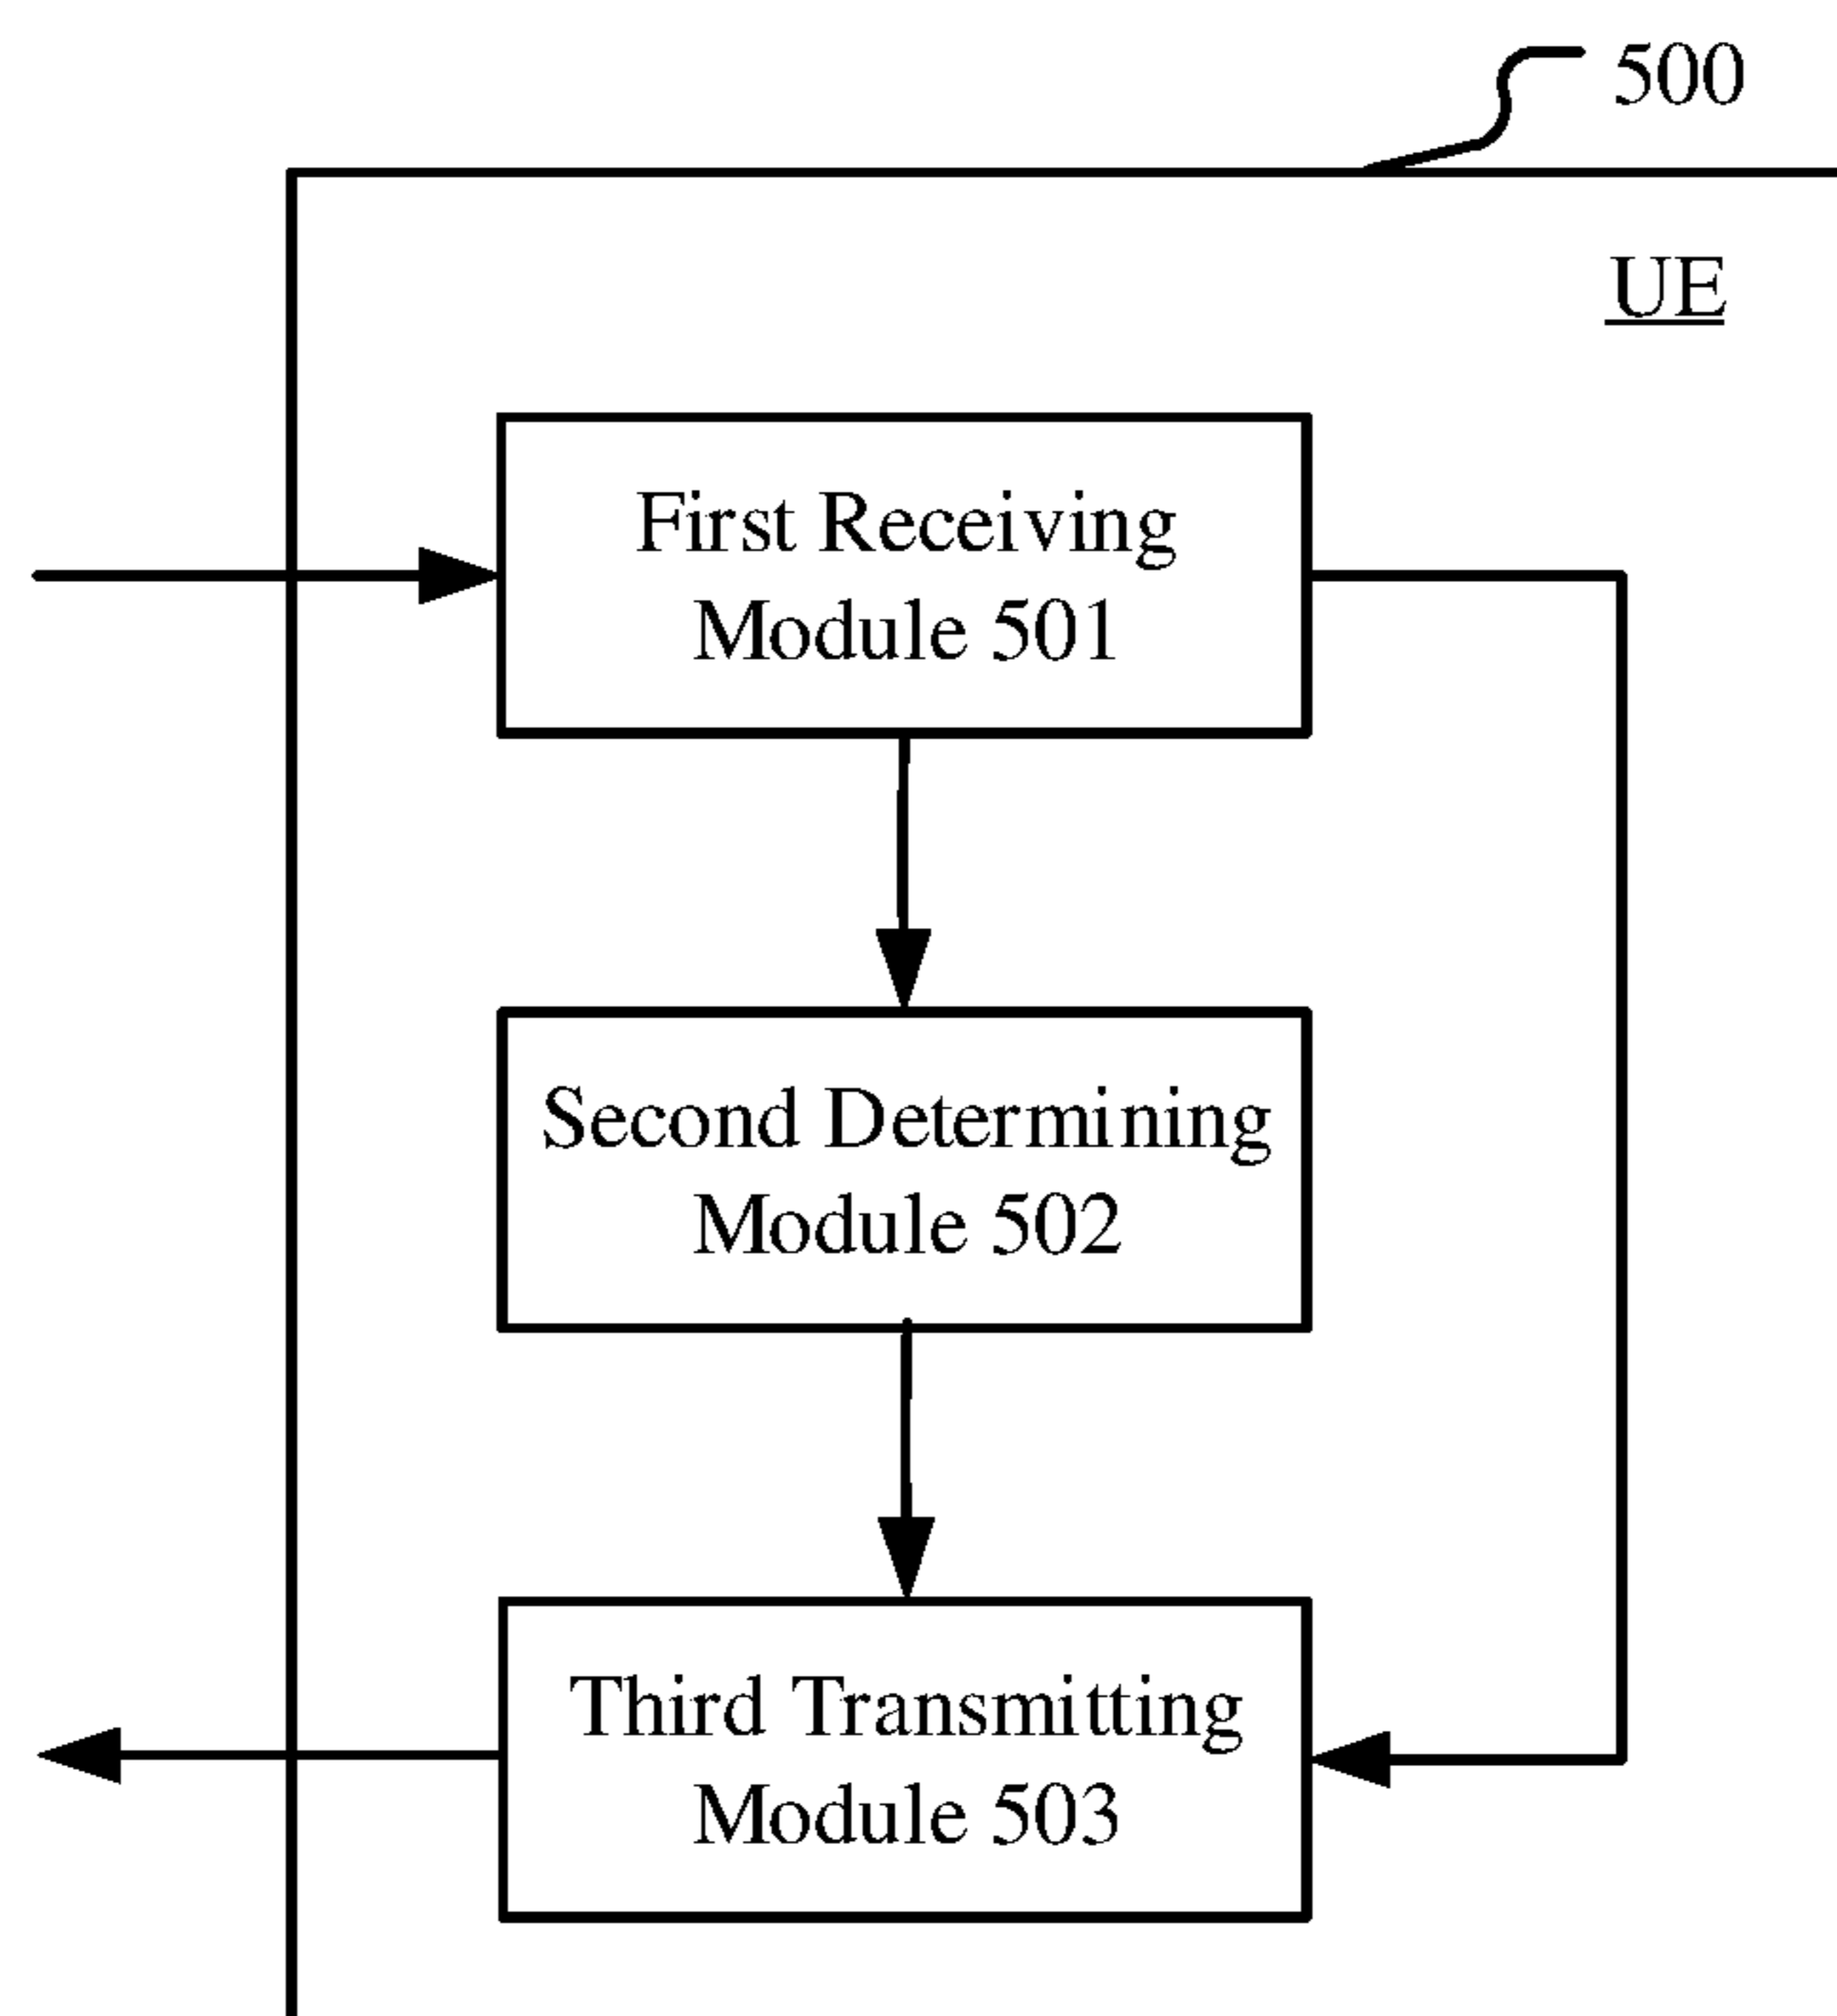 500
UE
First Receiving
Module 501
Second Determining
Module 502
Third Transmitting
Module 503